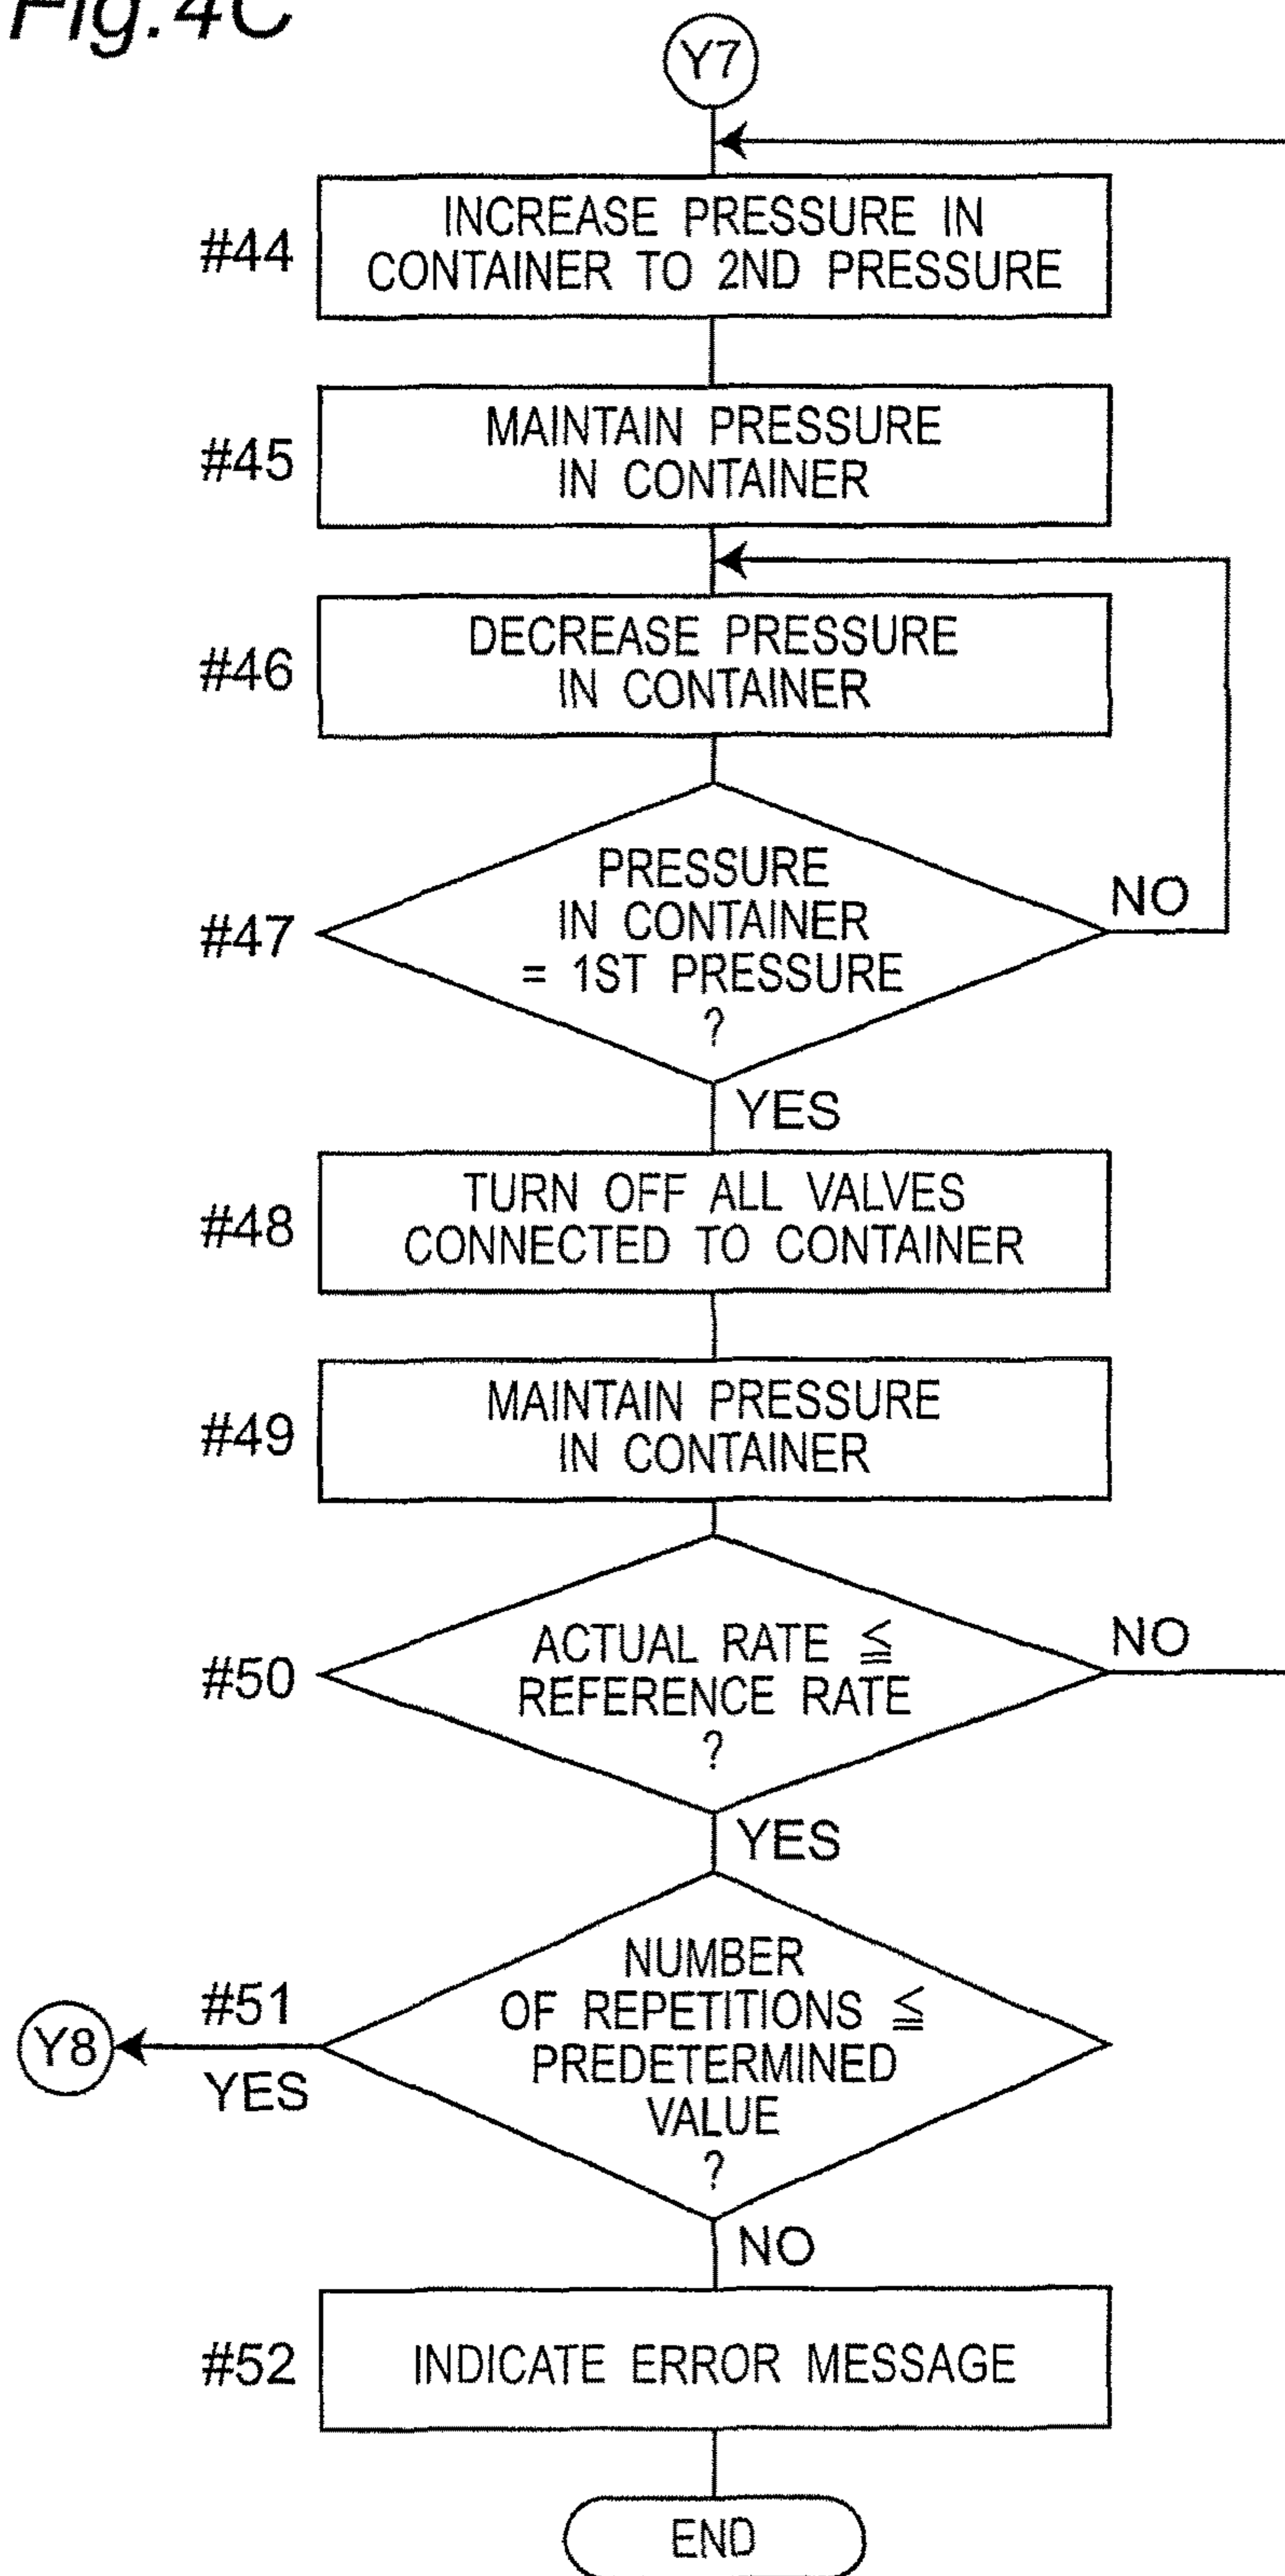 Fig.4C
Y7
#44
INCREASE PRESSURE IN
CONTAINER TO 2ND PRESSURE
#45
MAINTAIN PRESSURE
IN CONTAINER
#46
DECREASE PRESSURE
IN CONTAINER
#47
PRESSURE
IN CONTAINER
= 1ST PRESSURE
?
NO
YES
#48
TURN OFF ALL VALVES
CONNECTED TO CONTAINER
#49
MAINTAIN PRESSURE
IN CONTAINER
#50
ACTUAL RATE ≦
REFERENCE RATE
?
NO
YES
#51
NUMBER
OF REPETITIONS ≦
PREDETERMINED
VALUE
?
Y8
YES
NO
#52
INDICATE ERROR MESSAGE
END